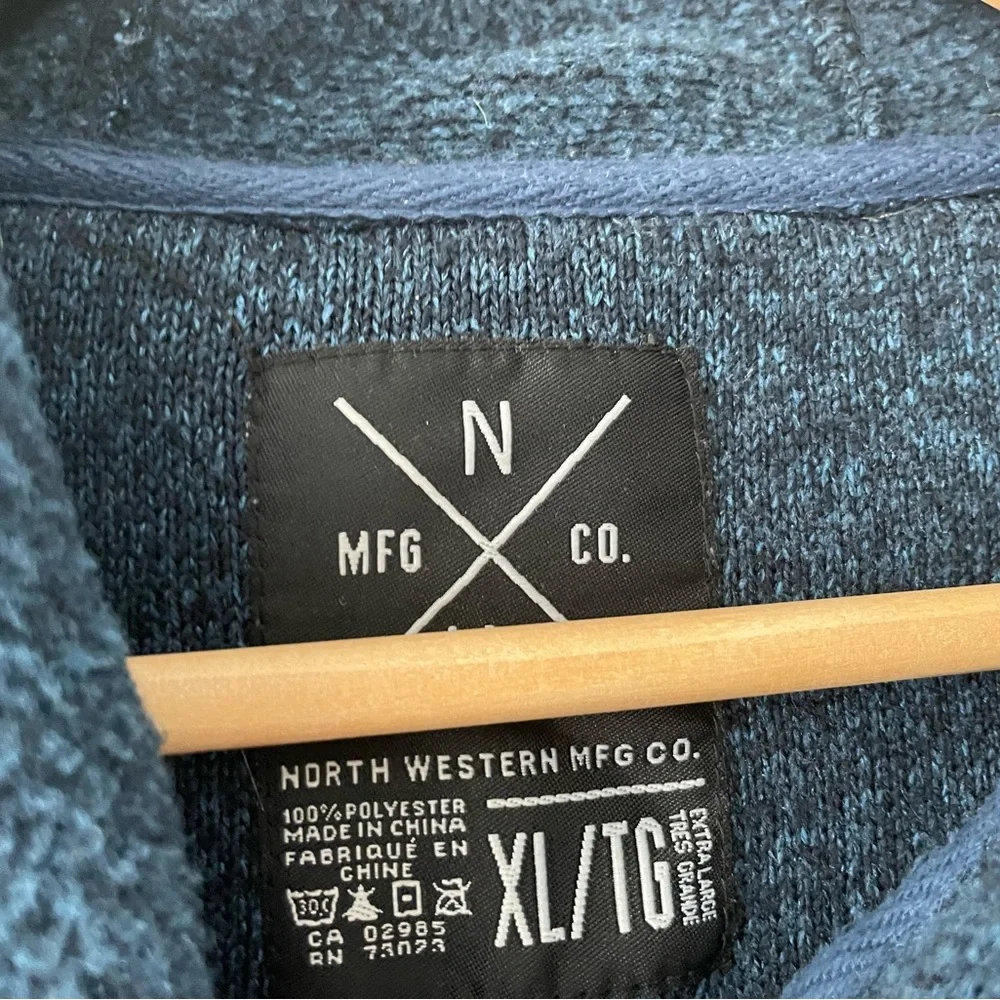 N
MFG CO.
NORTH WESTERN MFG CO.
100% POLYESTER
MADE IN CHINA
FABRIQUÉ EN
CHINE
30C
CA 02985
RN 73023
XL/TG
EXTRA LARGE
TRÈS GRANDE